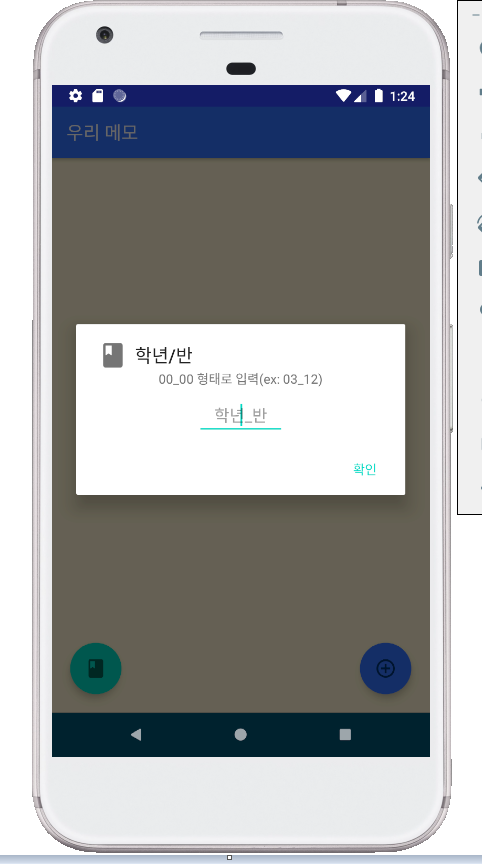 1:24
우리 메모
학년/반
00_00 형태로 입력(ex: 03_12)
학년_반
확인